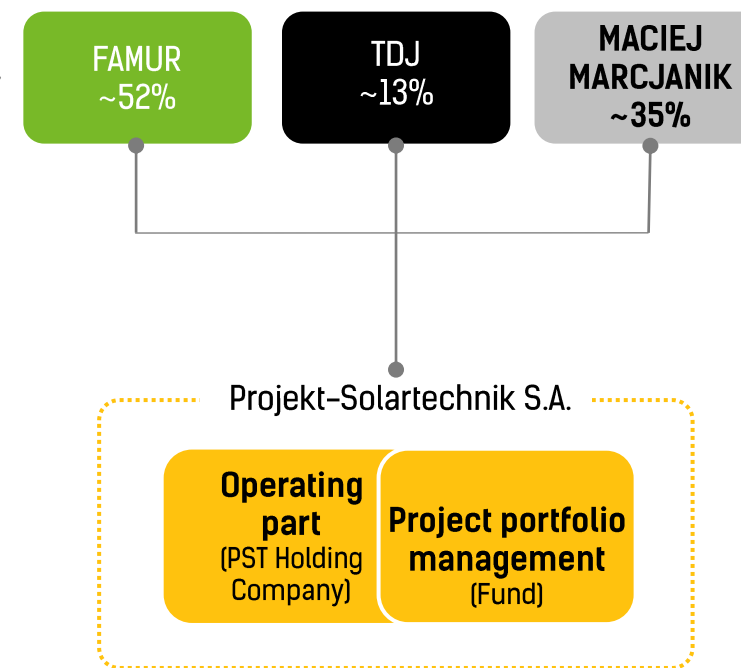 FAMUR
~52%
TDJ
~13%
MACIEJ
MARCJANIK
~35%
Projekt-Solartechnik S.A.
Operating
part
(PST Holding
Company)
Project portfolio
management
(Fund)